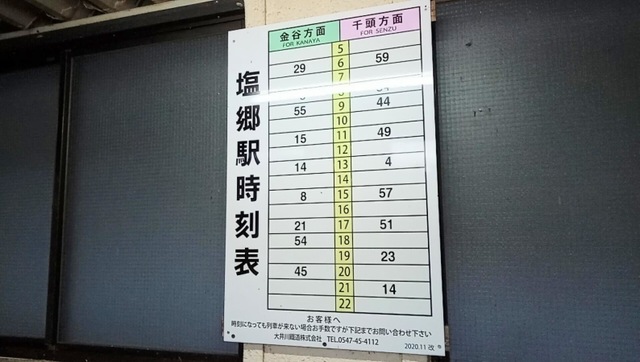 塩郷駅時刻表
金谷方面 千頭方面
FOR KANAYA FOR SENZU
5
29 6 59
7
8
55 9 44
10
15 11 49
12
14 13 4
14
8 15 57
16
21 17 51
54 18
19 23
45 20
21 14
22
お客様へ
時刻になっても列車が来ない場合お手数ですが下記までお問い合わせ下さい
大井川鐵道株式会社 TEL.0547-45-4112
2020.11 改